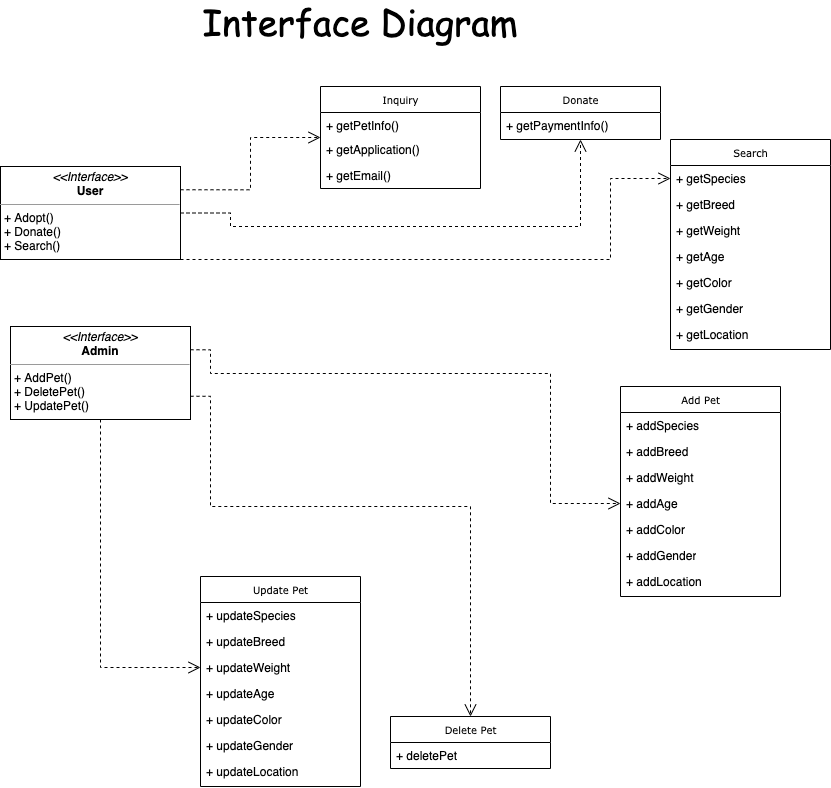 Interface Diagram
Inquiry
+ getPetInfo()
+ getApplication()
+ getEmail()
Donate
+ getPaymentInfo()
Search
+ getSpecies
+ getBreed
+ getWeight
+ getAge
+ getColor
+ getGender
+ getLocation
<<Interface>>
User
+ Adopt()
+ Donate()
+ Search()
<<Interface>>
Admin
+ AddPet()
+ DeletePet()
+ UpdatePet()
Add Pet
+ addSpecies
+ addBreed
+ addWeight
+ addAge
+ addColor
+ addGender
+ addLocation
Update Pet
+ updateSpecies
+ updateBreed
+ updateWeight
+ updateAge
+ updateColor
+ updateGender
+ updateLocation
Delete Pet
+ deletePet